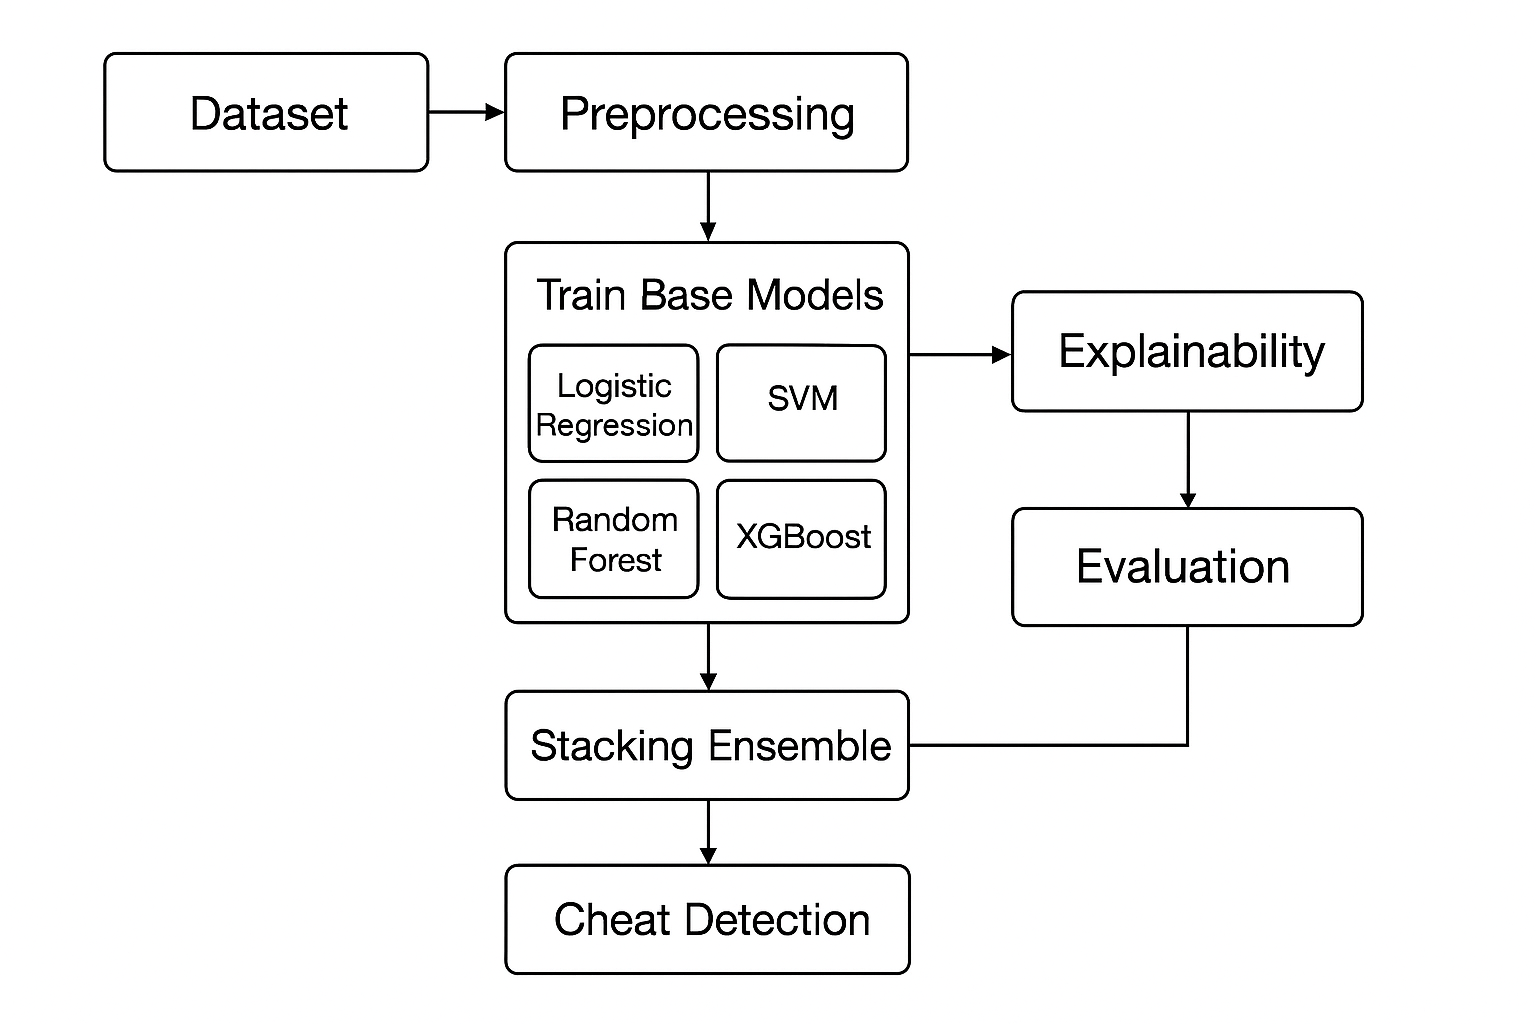 Dataset
Preprocessing
Train Base Models
Logistic
Regression
SVM
Random
Forest
XGBoost
Explainability
Evaluation
Stacking Ensemble
Cheat Detection